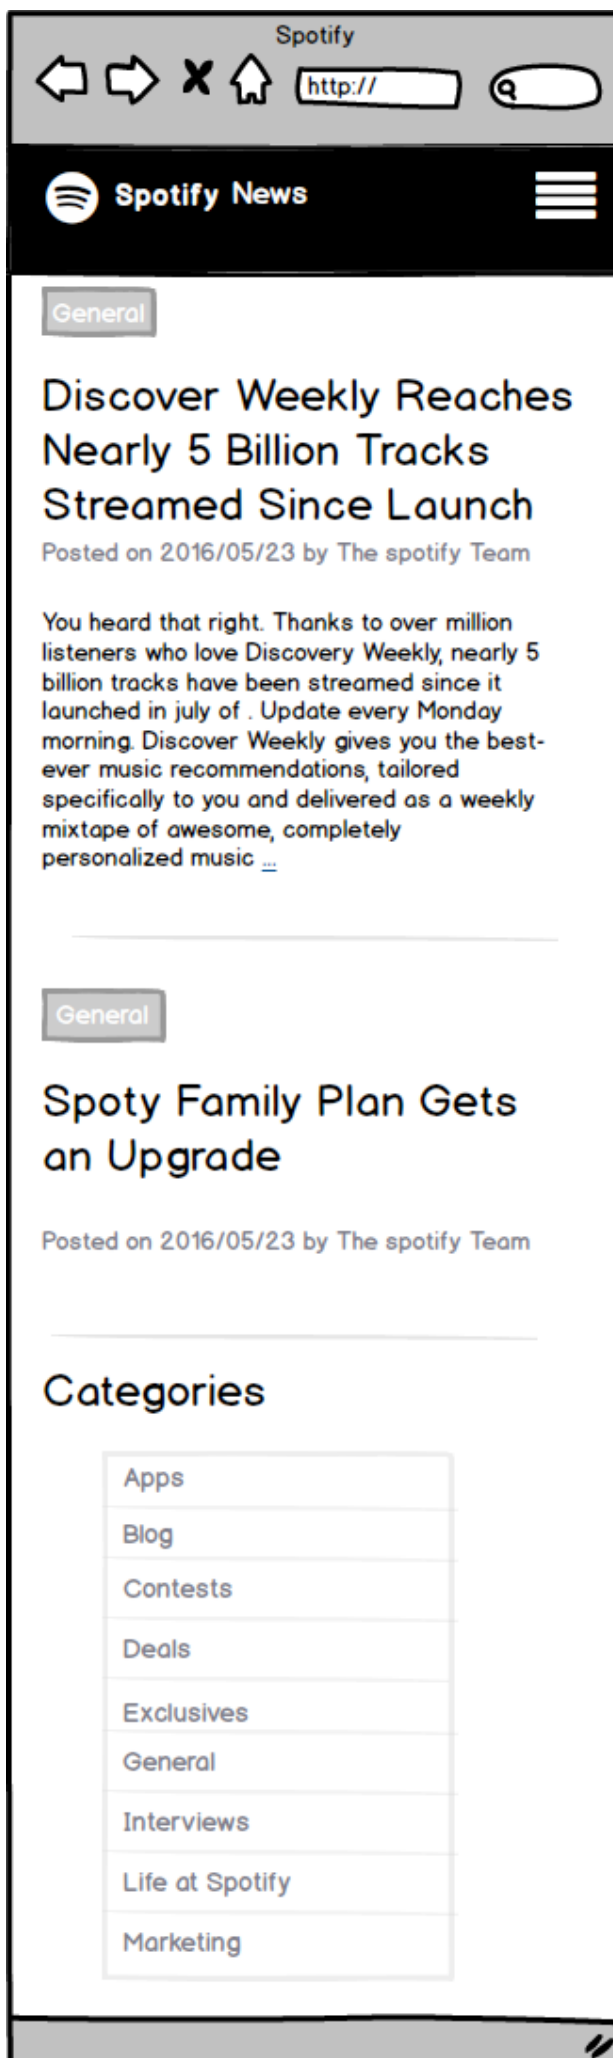 Spotify
http://
Spotify News
General
Discover Weekly Reaches
Nearly 5 Billion Tracks
Streamed Since Launch
Posted on 2016/05/23 by The spotify Team
You heard that right. Thanks to over million
listeners who love Discovery Weekly, nearly 5
billion tracks have been streamed since it
launched in july of . Update every Monday
morning. Discover Weekly gives you the best-
ever music recommendations, tailored
specifically to you and delivered as a weekly
mixtape of awesome, completely
personalized music ...
General
Spoty Family Plan Gets
an Upgrade
Posted on 2016/05/23 by The spotify Team
Categories
Apps
Blog
Contests
Deals
Exclusives
General
Interviews
Life at Spotify
Marketing